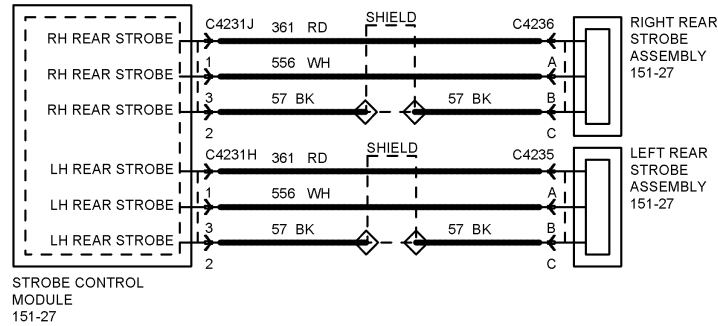 C4231J 361 RD SHIELD C4236 RIGHT REAR
RH REAR STROBE STROBE
ASSEMBLY
1 556 WH A 151-27
RH REAR STROBE
3 57 BK 57 BK B
RH REAR STROBE
2 C
C4231H 361 RD SHIELD C4235 LEFT REAR
LH REAR STROBE STROBE
ASSEMBLY
1 556 WH A 151-27
LH REAR STROBE
3 57 BK 57 BK B
LH REAR STROBE
2 C
STROBE CONTROL
MODULE
151-27